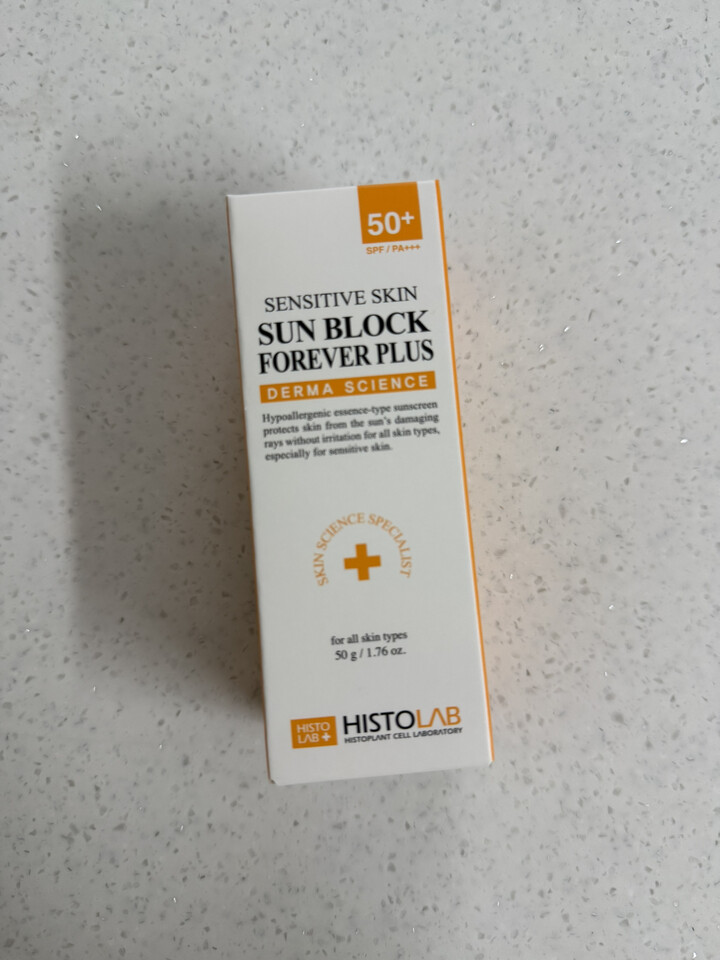 50+
SPF / PA+++
SENSITIVE SKIN
SUN BLOCK
FOREVER PLUS
DERMA SCIENCE
Hypoallergenic essence-type sunscreen
protects skin from the sun's damaging
rays without irritation for all skin types,
especially for sensitive skin.
SKIN SCIENCE SPECIALIST
for all skin types
50 g / 1.76 oz.
HISTO
LAB +
HISTOLAB
HISTOPLANT CELL LABORATORY